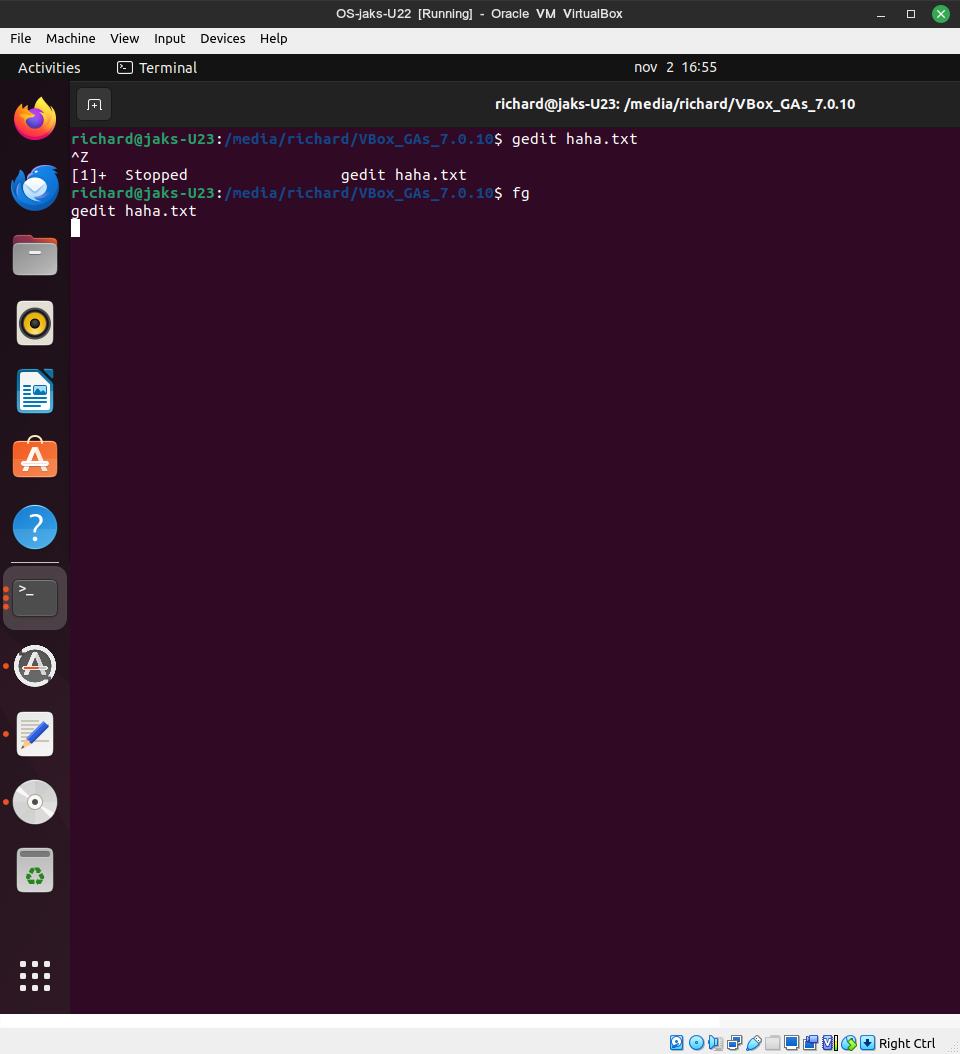 OS-jaks-U22 [Running] - Oracle VM VirtualBox
File Machine View Input Devices Help
Activities Terminal nov 2 16:55
richard@jaks-U23: /media/richard/VBox_GAs_7.0.10
richard@jaks-U23:/media/richard/VBox_GAs_7.0.10$ gedit haha.txt
^Z
[1]+  Stopped                 gedit haha.txt
richard@jaks-U23:/media/richard/VBox_GAs_7.0.10$ fg
gedit haha.txt
Right Ctrl